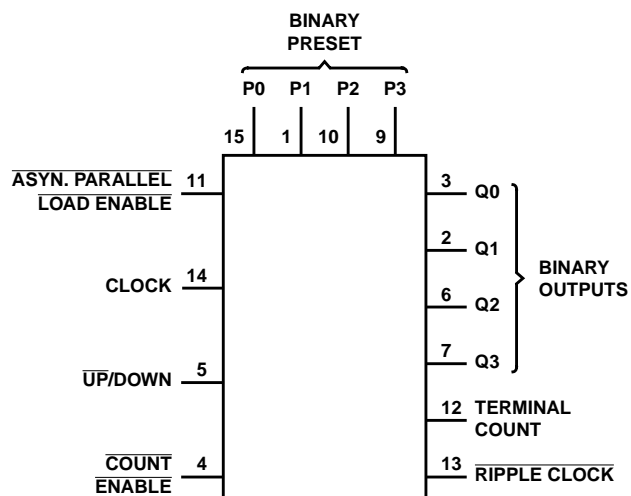 BINARY
PRESET
P0 P1 P2 P3
15 1 10 9
ASYN. PARALLEL
LOAD ENABLE
11
CLOCK
14
UP/DOWN
5
COUNT
ENABLE
4
3 Q0
2 Q1
6 Q2
7 Q3
BINARY
OUTPUTS
12 TERMINAL
COUNT
13 RIPPLE CLOCK